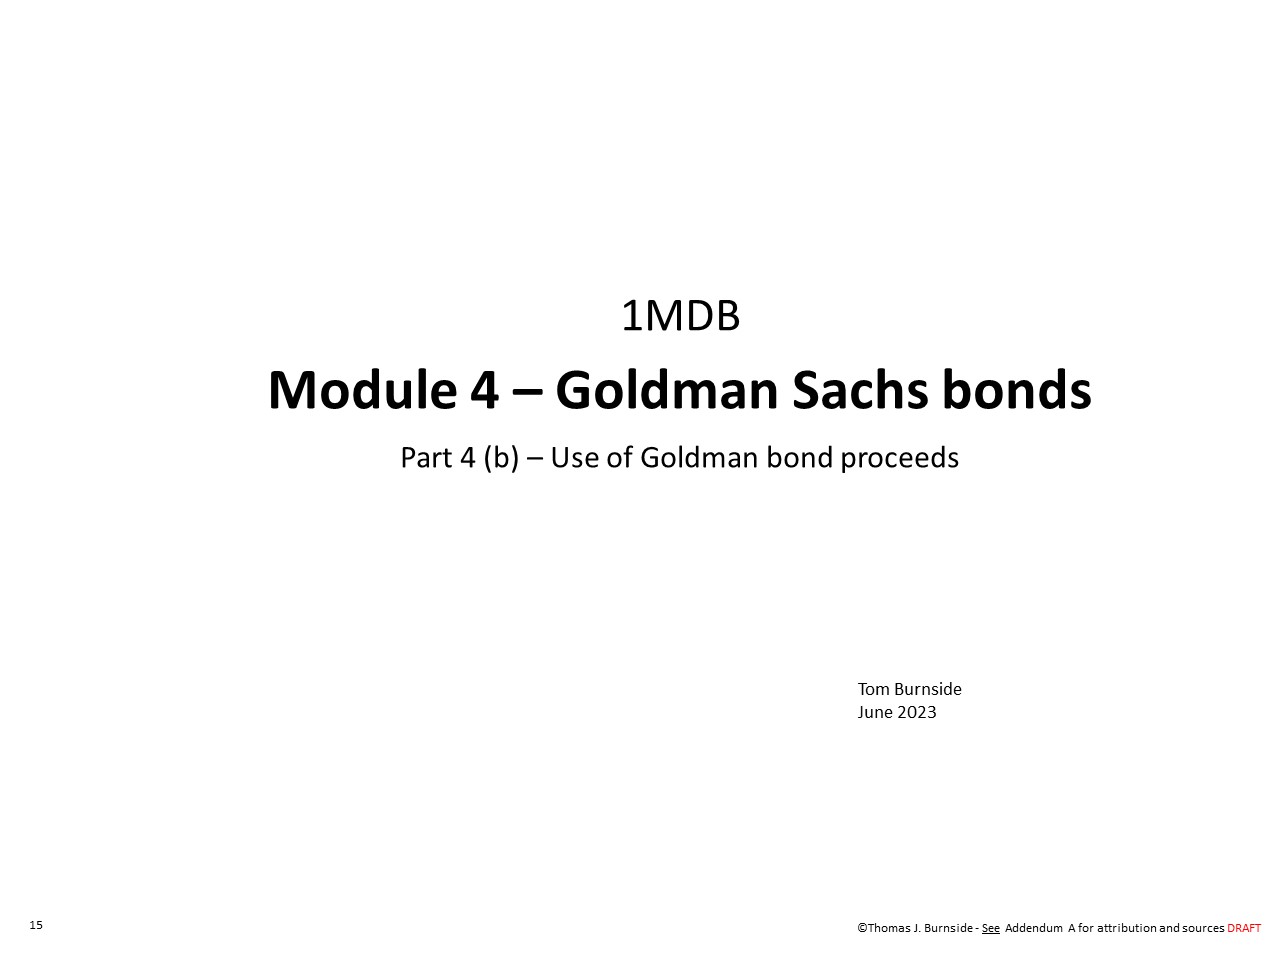 1MDB
Module 4 – Goldman Sachs bonds
Part 4 (b) – Use of Goldman bond proceeds
Tom Burnside
June 2023
15
©Thomas J. Burnside - See Addendum A for attribution and sources DRAFT